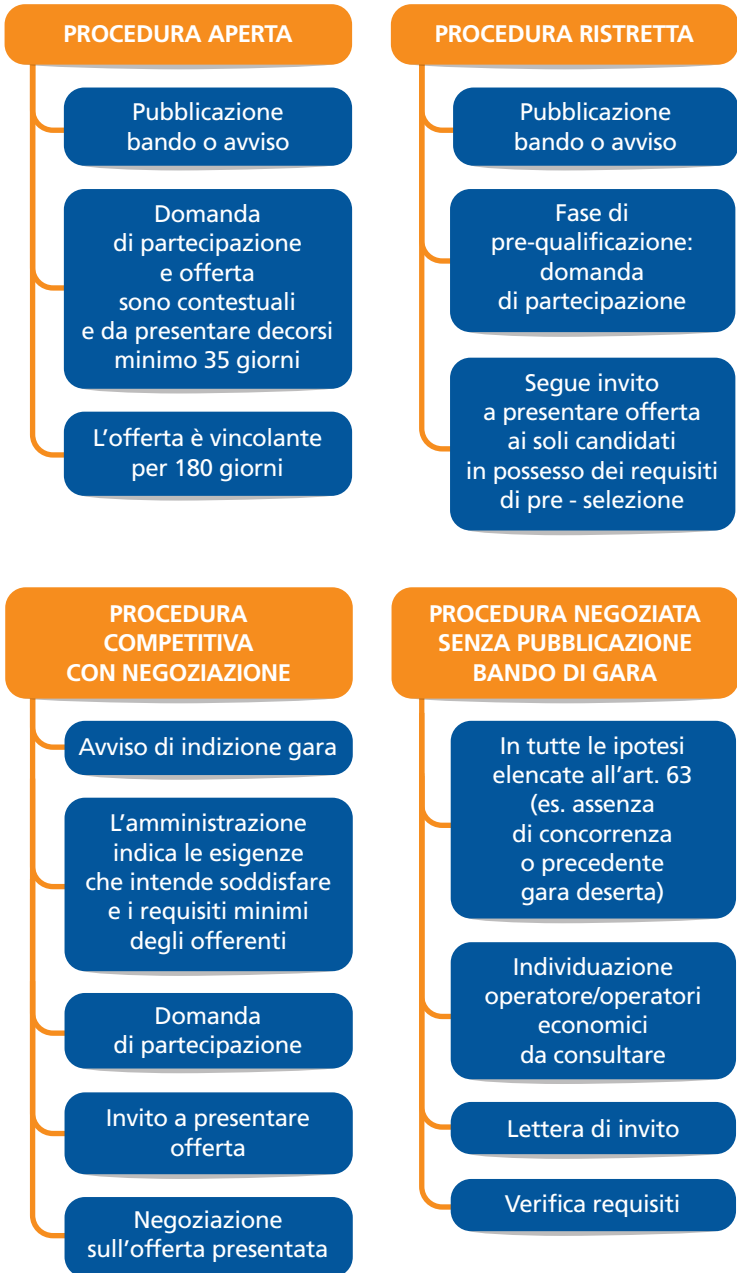 PROCEDURA APERTA
Pubblicazione
bando o avviso
Domanda
di partecipazione
e offerta
sono contestuali
e da presentare decorsi
minimo 35 giorni
L'offerta è vincolante
per 180 giorni
PROCEDURA RISTRETTA
Pubblicazione
bando o avviso
Fase di
pre-qualificazione:
domanda
di partecipazione
Segue invito
a presentare offerta
ai soli candidati
in possesso dei requisiti
di pre - selezione
PROCEDURA
COMPETITIVA
CON NEGOZIAZIONE
Avviso di indizione gara
L'amministrazione
indica le esigenze
che intende soddisfare
e i requisiti minimi
degli offerenti
Domanda
di partecipazione
Invito a presentare
offerta
Negoziazione
sull'offerta presentata
PROCEDURA NEGOZIATA
SENZA PUBBLICAZIONE
BANDO DI GARA
In tutte le ipotesi
elencate all'art. 63
(es. assenza
di concorrenza
o precedente
gara deserta)
Individuazione
operatore/operatori
economici
da consultare
Lettera di invito
Verifica requisiti